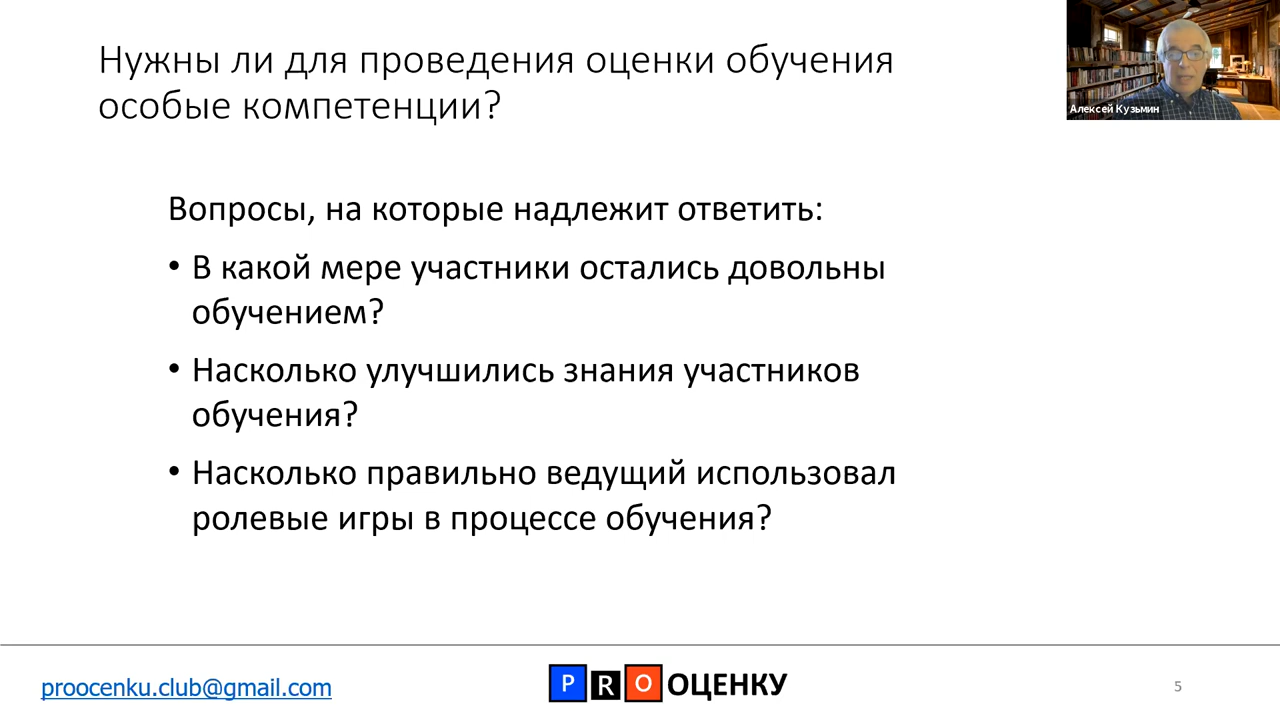 Нужны ли для проведения оценки обучения
особые компетенции?
Алексей Кузьмин
Вопросы, на которые надлежит ответить:
• В какой мере участники остались довольны
обучением?
• Насколько улучшились знания участников
обучения?
• Насколько правильно ведущий использовал
ролевые игры в процессе обучения?
proocenku.club@gmail.com
PRO ОЦЕНКУ
5